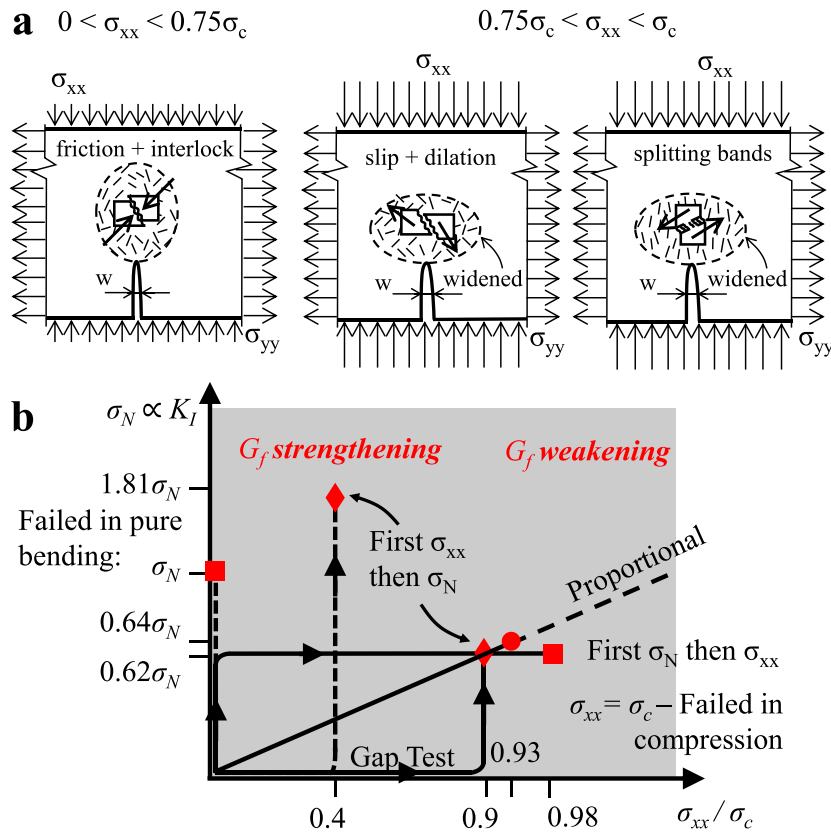 a
0 < σxx < 0.75σc
0.75σc < σxx < σc
σxx
σxx
σxx
friction + interlock
slip + dilation
splitting bands
w
w
widened
w
widened
σyy
σyy
σyy
b
σN ∝ KI
Gf strengthening
Gf weakening
1.81σN
Failed in pure
bending:
First σxx
then σN
Proportional
σN
0.64σN
0.62σN
First σN then σxx
σxx = σc – Failed in
compression
Gap Test
0.93
0.4
0.9
0.98
σxx / σc